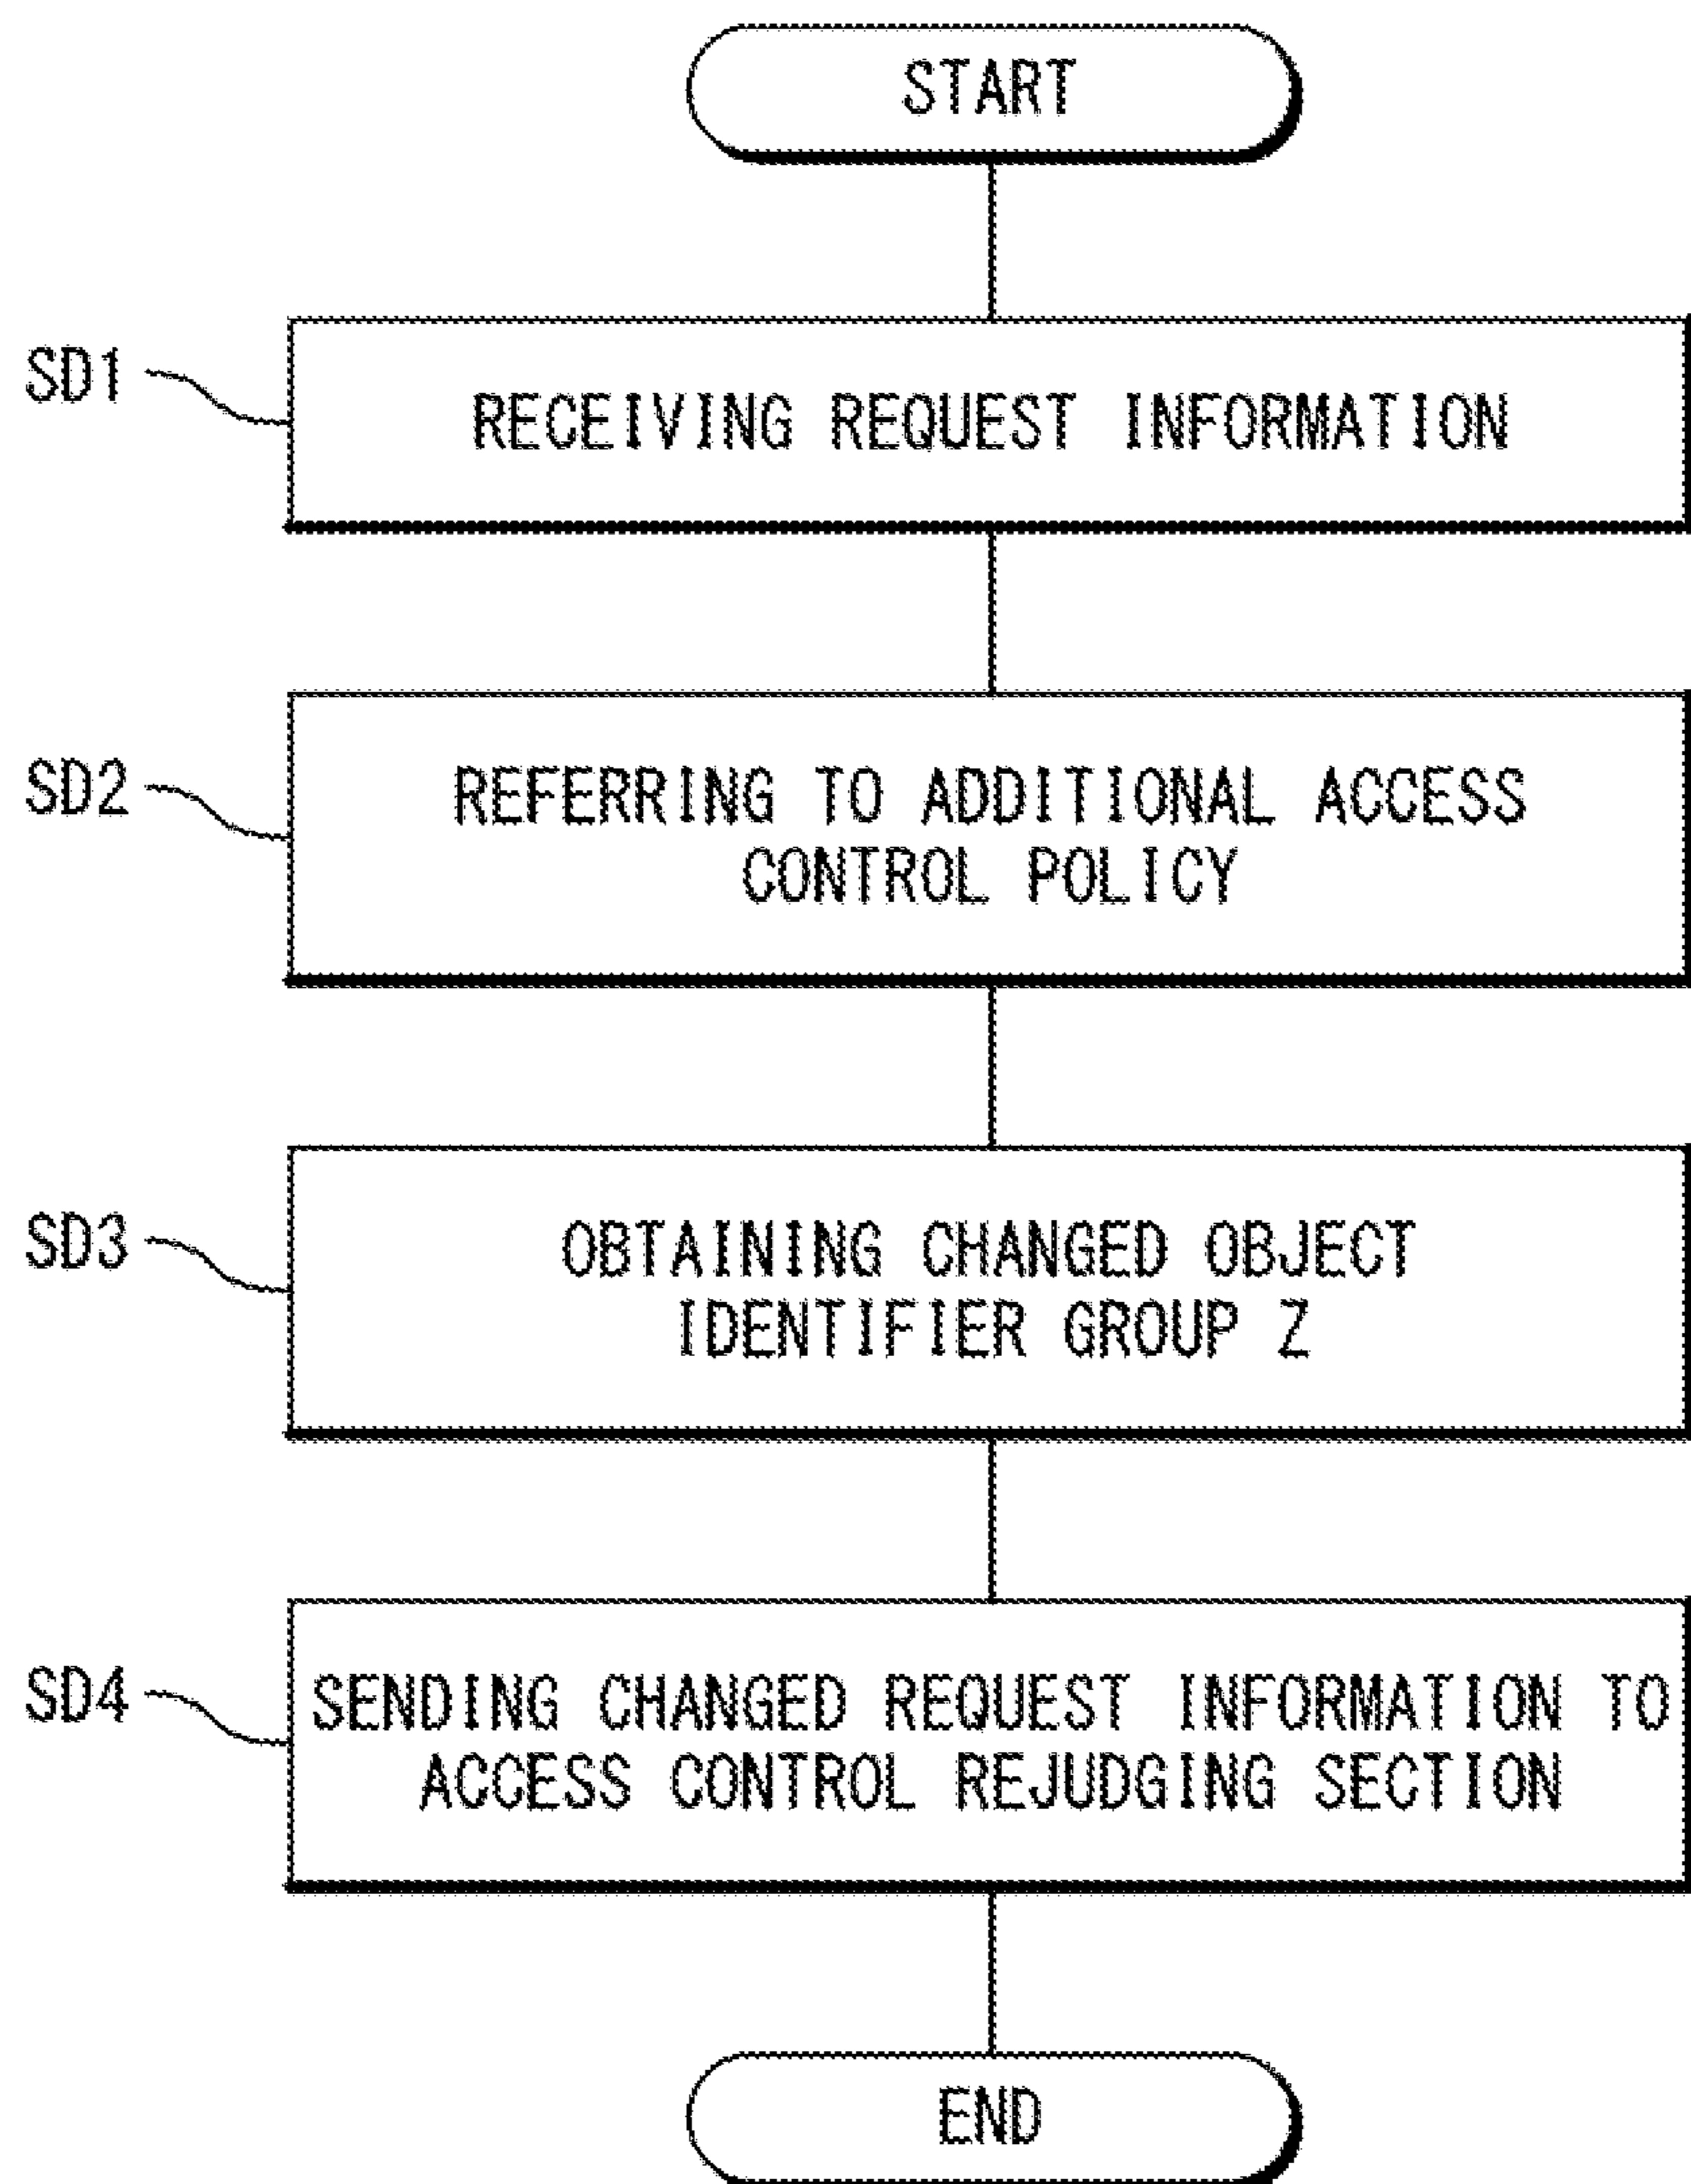 START
SD1
RECEIVING REQUEST INFORMATION
SD2
REFERRING TO ADDITIONAL ACCESS
CONTROL POLICY
SD3
OBTAINING CHANGED OBJECT
IDENTIFIER GROUP Z
SD4
SENDING CHANGED REQUEST INFORMATION TO
ACCESS CONTROL REJUDGING SECTION
END